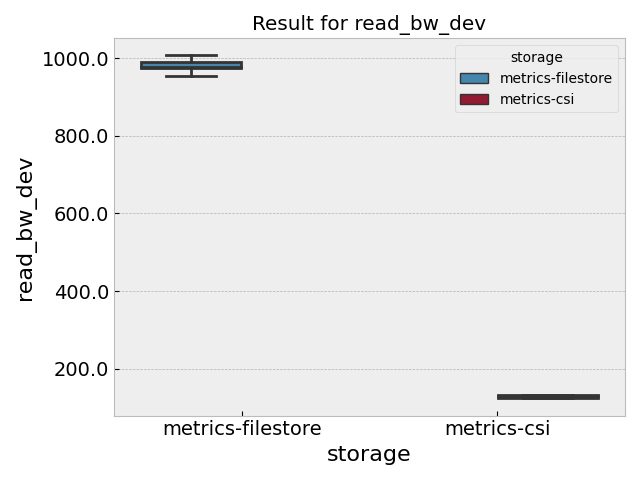 Result for read_bw_dev
1000.0
800.0
600.0
400.0
200.0
read_bw_dev
storage
metrics-filestore
metrics-csi
metrics-filestore
metrics-csi
storage